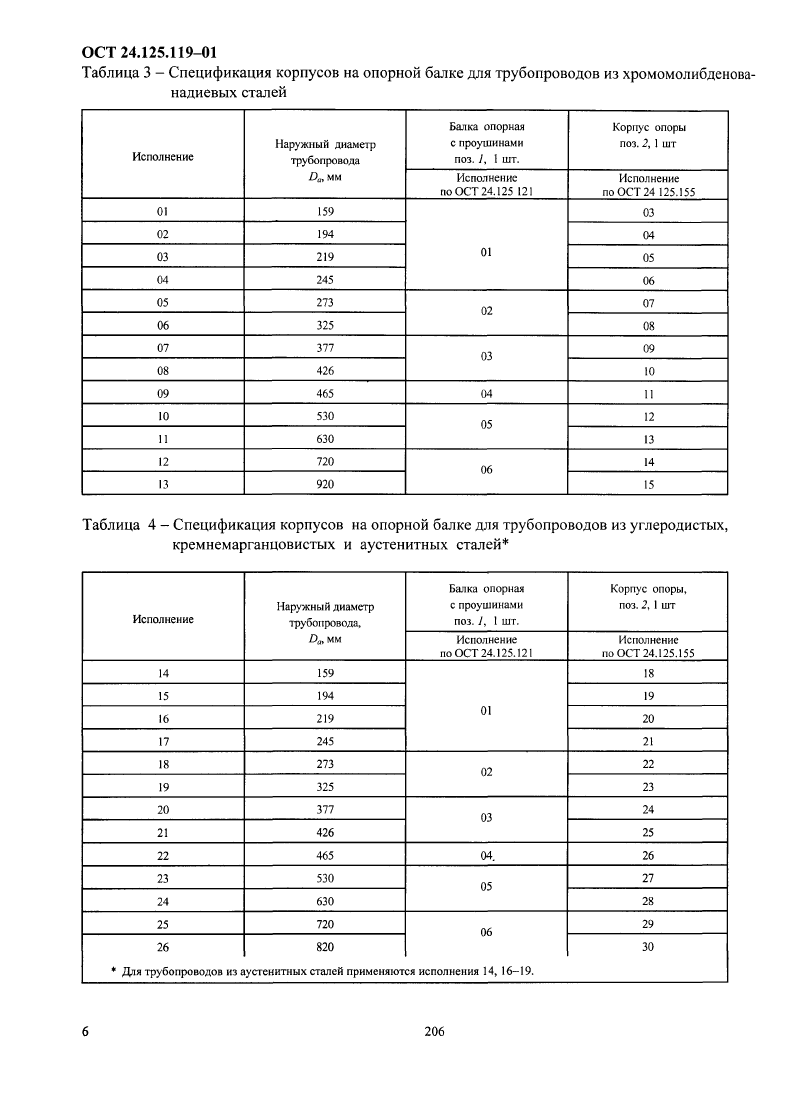 ОСТ 24.125.119–01
Таблица 3 – Спецификация корпусов на опорной балке для трубопроводов из хромомолибденова-
надиевых сталей
Исполнение
Наружный диаметр
трубопровода
Dа, мм
Балка опорная
с проушинами
поз. 1, 1 шт.
Корпус опоры
поз. 2, 1 шт
Исполнение
по ОСТ 24.125 121
Исполнение
по ОСТ 24 125.155
01 159 01 03
02 194 04
03 219 05
04 245 06
05 273 02 07
06 325 08
07 377 03 09
08 426 10
09 465 04 11
10 530 05 12
11 630 13
12 720 06 14
13 920 15
Таблица 4 – Спецификация корпусов на опорной балке для трубопроводов из углеродистых,
кремнемарганцовистых и аустенитных сталей*
Исполнение
Наружный диаметр
трубопровода,
Dа, мм
Балка опорная
с проушинами
поз. 1, 1 шт.
Корпус опоры,
поз. 2, 1 шт
Исполнение
по ОСТ 24.125.121
Исполнение
по ОСТ 24.125.155
14 159 01 18
15 194 19
16 219 20
17 245 21
18 273 02 22
19 325 23
20 377 03 24
21 426 25
22 465 04. 26
23 530 05 27
24 630 28
25 720 06 29
26 820 30
* Для трубопроводов из аустенитных сталей применяются исполнения 14, 16–19.
6 206